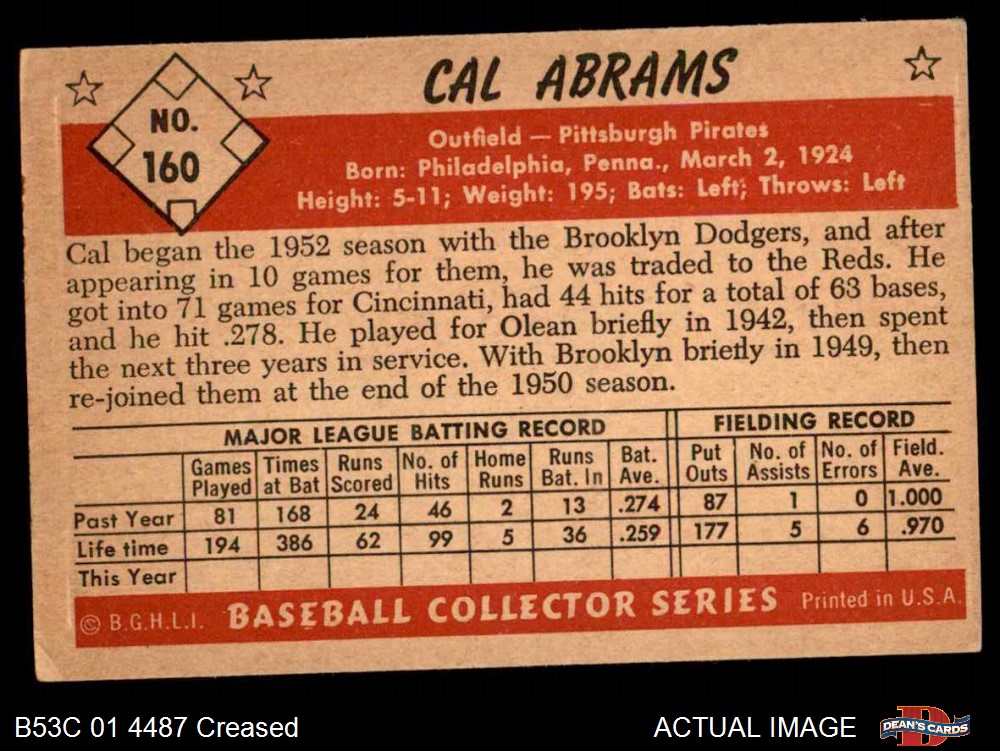 CAL ABRAMS
NO.
160
Outfield — Pittsburgh Pirates
Born: Philadelphia, Penna., March 2, 1924
Height: 5-11; Weight: 195; Bats: Left; Throws: Left
Cal began the 1952 season with the Brooklyn Dodgers, and after
appearing in 10 games for them, he was traded to the Reds. He
got into 71 games for Cincinnati, had 44 hits for a total of 63 bases,
and he hit .278. He played for Olean briefly in 1942, then spent
the next three years in service. With Brooklyn briefly in 1949, then
re-joined them at the end of the 1950 season.
MAJOR LEAGUE BATTING RECORD FIELDING RECORD
Games Times Runs No. of Home Runs Bat. Put No. of No. of Field.
Played at Bat Scored Hits Runs Bat. In Ave. Outs Assists Errors Ave.
Past Year 81 168 24 46 2 13 .274 87 1 0 1.000
Life time 194 386 62 99 5 36 .259 177 5 6 .970
This Year
© B.G.H.L.I. BASEBALL COLLECTOR SERIES Printed in U.S.A.
B53C 01 4487 Creased ACTUAL IMAGE DEAN'S CARDS